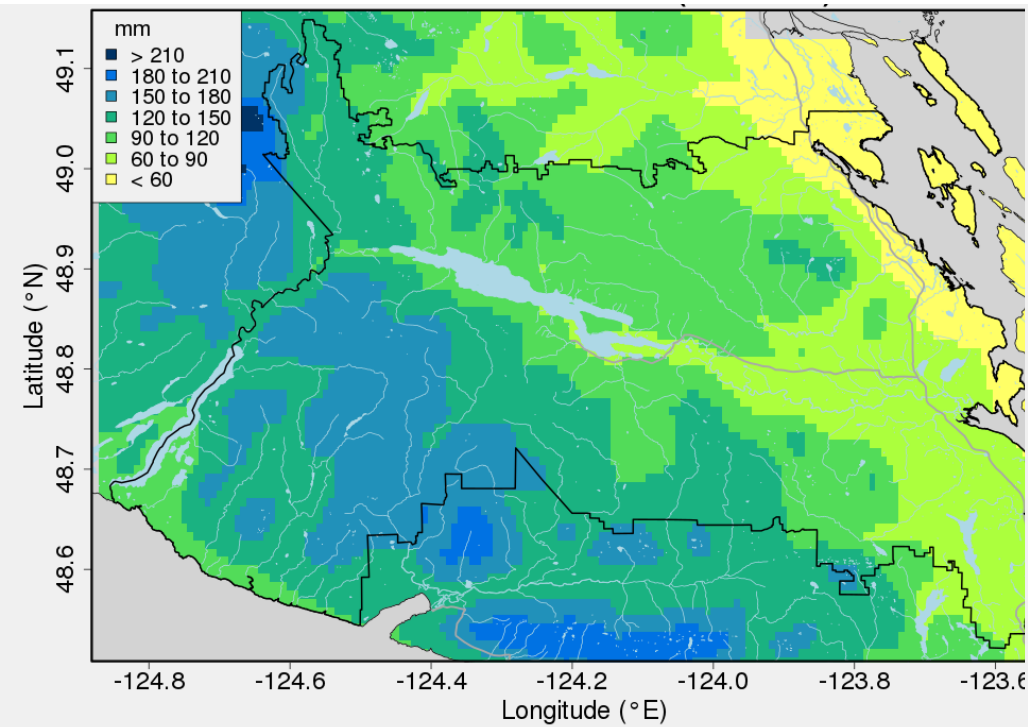 mm
> 210
180 to 210
150 to 180
120 to 150
90 to 120
60 to 90
< 60
49.1
49.0
48.9
48.8
48.7
48.6
Latitude (°N)
-124.8 -124.6 -124.4 -124.2 -124.0 -123.8 -123.6
Longitude (°E)